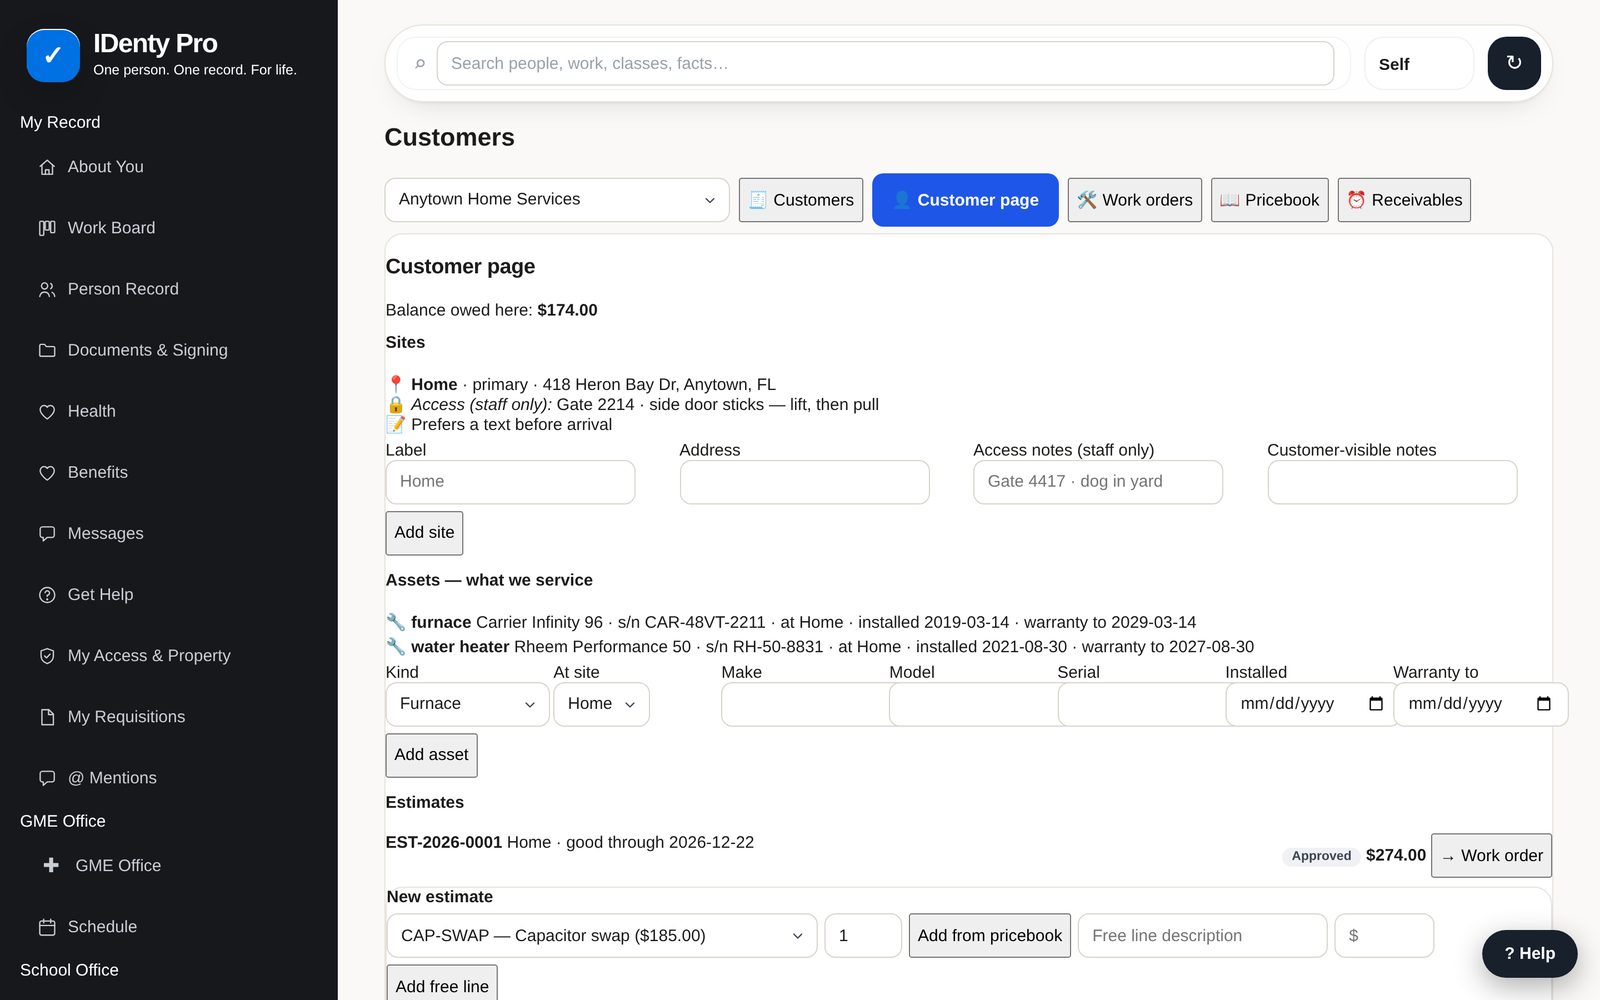 IDenty Pro
One person. One record. For life.
My Record
About You
Work Board
Person Record
Documents & Signing
Health
Benefits
Messages
Get Help
My Access & Property
My Requisitions
@ Mentions
GME Office
GME Office
Schedule
School Office
Search people, work, classes, facts…
Self
Customers
Anytown Home Services
Customers
Customer page
Work orders
Pricebook
Receivables
Customer page
Balance owed here: $174.00
Sites
Home · primary · 418 Heron Bay Dr, Anytown, FL
Access (staff only): Gate 2214 · side door sticks — lift, then pull
Prefers a text before arrival
Label Address Access notes (staff only) Customer-visible notes
Home Gate 4417 · dog in yard
Add site
Assets — what we service
furnace Carrier Infinity 96 · s/n CAR-48VT-2211 · at Home · installed 2019-03-14 · warranty to 2029-03-14
water heater Rheem Performance 50 · s/n RH-50-8831 · at Home · installed 2021-08-30 · warranty to 2027-08-30
Kind At site Make Model Serial Installed Warranty to
Furnace Home mm/dd/yyyy mm/dd/yyyy
Add asset
Estimates
EST-2026-0001 Home · good through 2026-12-22
Approved $274.00 → Work order
New estimate
CAP-SWAP — Capacitor swap ($185.00) 1 Add from pricebook Free line description $
Add free line
? Help